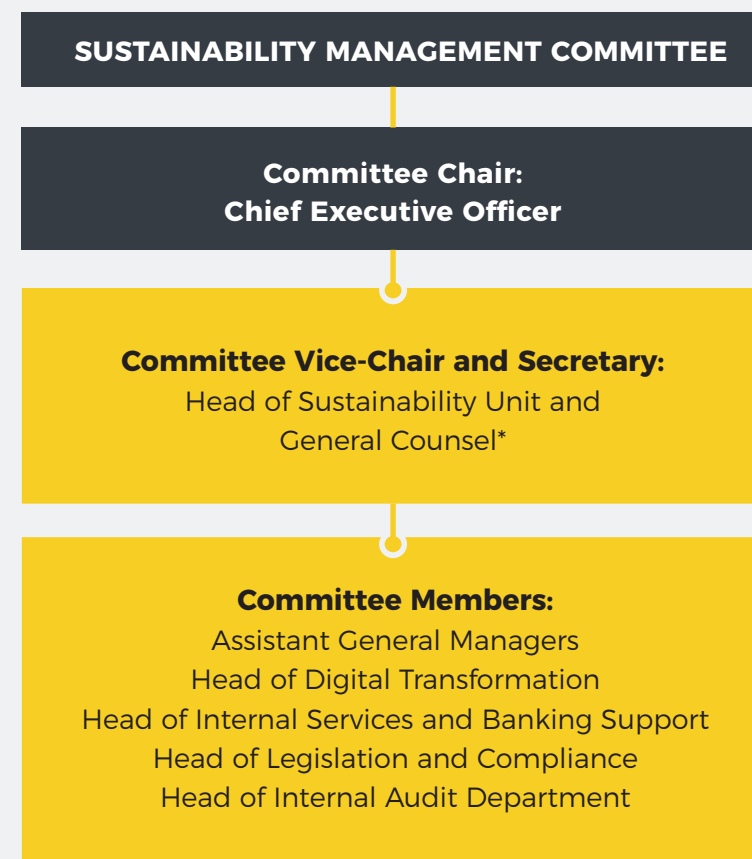 SUSTAINABILITY MANAGEMENT COMMITTEE
Committee Chair:
Chief Executive Officer
Committee Vice-Chair and Secretary:
Head of Sustainability Unit and
General Counsel*
Committee Members:
Assistant General Managers
Head of Digital Transformation
Head of Internal Services and Banking Support
Head of Legislation and Compliance
Head of Internal Audit Department